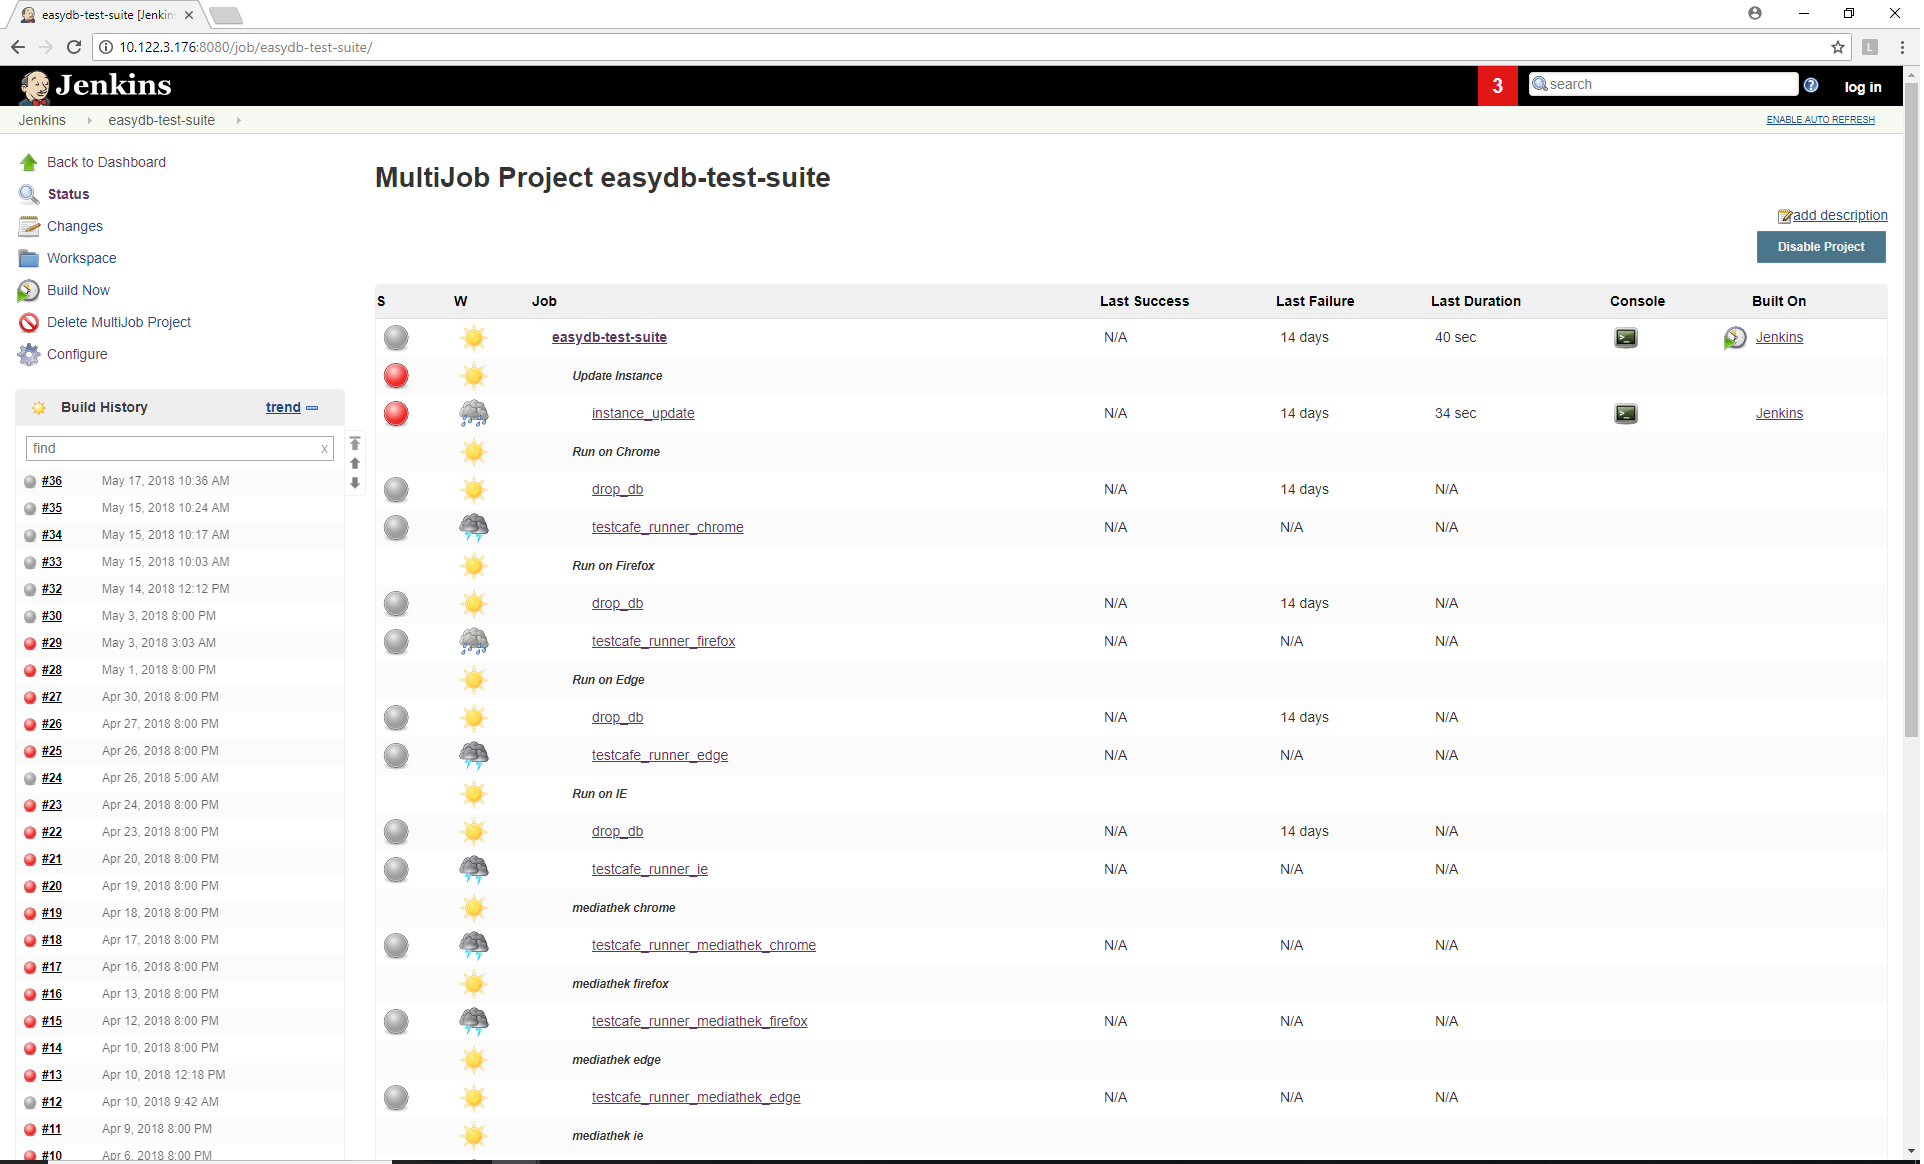 easydb-test-suite [Jenkin
10.122.3.176:8080/job/easydb-test-suite/
L
Jenkins
3
search
?
log in
Jenkins
easydb-test-suite
ENABLE AUTO REFRESH
Back to Dashboard
Status
Changes
Workspace
Build Now
Delete MultiJob Project
Configure
Build History
trend
find
x
#36 May 17, 2018 10:36 AM
#35 May 15, 2018 10:24 AM
#34 May 15, 2018 10:17 AM
#33 May 15, 2018 10:03 AM
#32 May 14, 2018 12:12 PM
#30 May 3, 2018 8:00 PM
#29 May 3, 2018 3:03 AM
#28 May 1, 2018 8:00 PM
#27 Apr 30, 2018 8:00 PM
#26 Apr 27, 2018 8:00 PM
#25 Apr 26, 2018 8:00 PM
#24 Apr 26, 2018 5:00 AM
#23 Apr 24, 2018 8:00 PM
#22 Apr 23, 2018 8:00 PM
#21 Apr 20, 2018 8:00 PM
#20 Apr 19, 2018 8:00 PM
#19 Apr 18, 2018 8:00 PM
#18 Apr 17, 2018 8:00 PM
#17 Apr 16, 2018 8:00 PM
#16 Apr 13, 2018 8:00 PM
#15 Apr 12, 2018 8:00 PM
#14 Apr 10, 2018 8:00 PM
#13 Apr 10, 2018 12:18 PM
#12 Apr 10, 2018 9:42 AM
#11 Apr 9, 2018 8:00 PM
#10 Apr 6, 2018 8:00 PM
MultiJob Project easydb-test-suite
add description
Disable Project
S W Job Last Success Last Failure Last Duration Console Built On
easydb-test-suite N/A 14 days 40 sec Jenkins
Update Instance
instance_update N/A 14 days 34 sec Jenkins
Run on Chrome
drop_db N/A 14 days N/A
testcafe_runner_chrome N/A N/A N/A
Run on Firefox
drop_db N/A 14 days N/A
testcafe_runner_firefox N/A N/A N/A
Run on Edge
drop_db N/A 14 days N/A
testcafe_runner_edge N/A N/A N/A
Run on IE
drop_db N/A 14 days N/A
testcafe_runner_ie N/A N/A N/A
mediathek chrome
testcafe_runner_mediathek_chrome N/A N/A N/A
mediathek firefox
testcafe_runner_mediathek_firefox N/A N/A N/A
mediathek edge
testcafe_runner_mediathek_edge N/A N/A N/A
mediathek ie